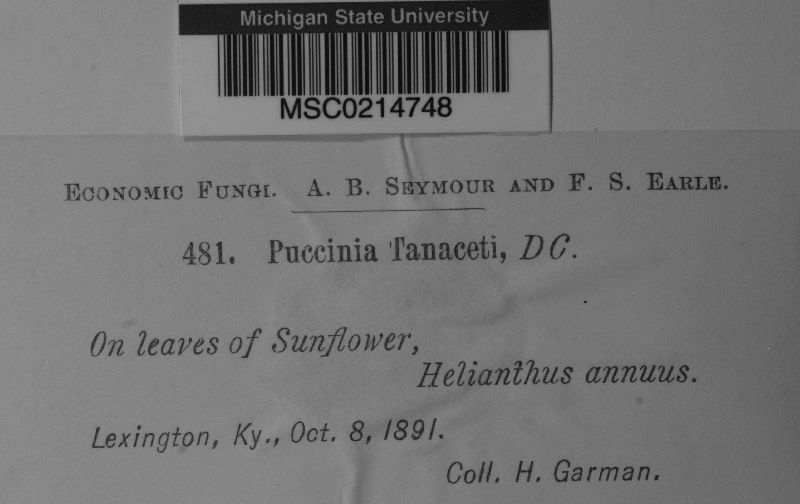 Michigan State University
MSC0214748
Economic Fungi. A. B. Seymour and F. S. Earle.
481. Puccinia Tanaceti, DC.
On leaves of Sunflower,
Helianthus annuus.
Lexington, Ky., Oct. 8, 1891.
Coll. H. Garman.